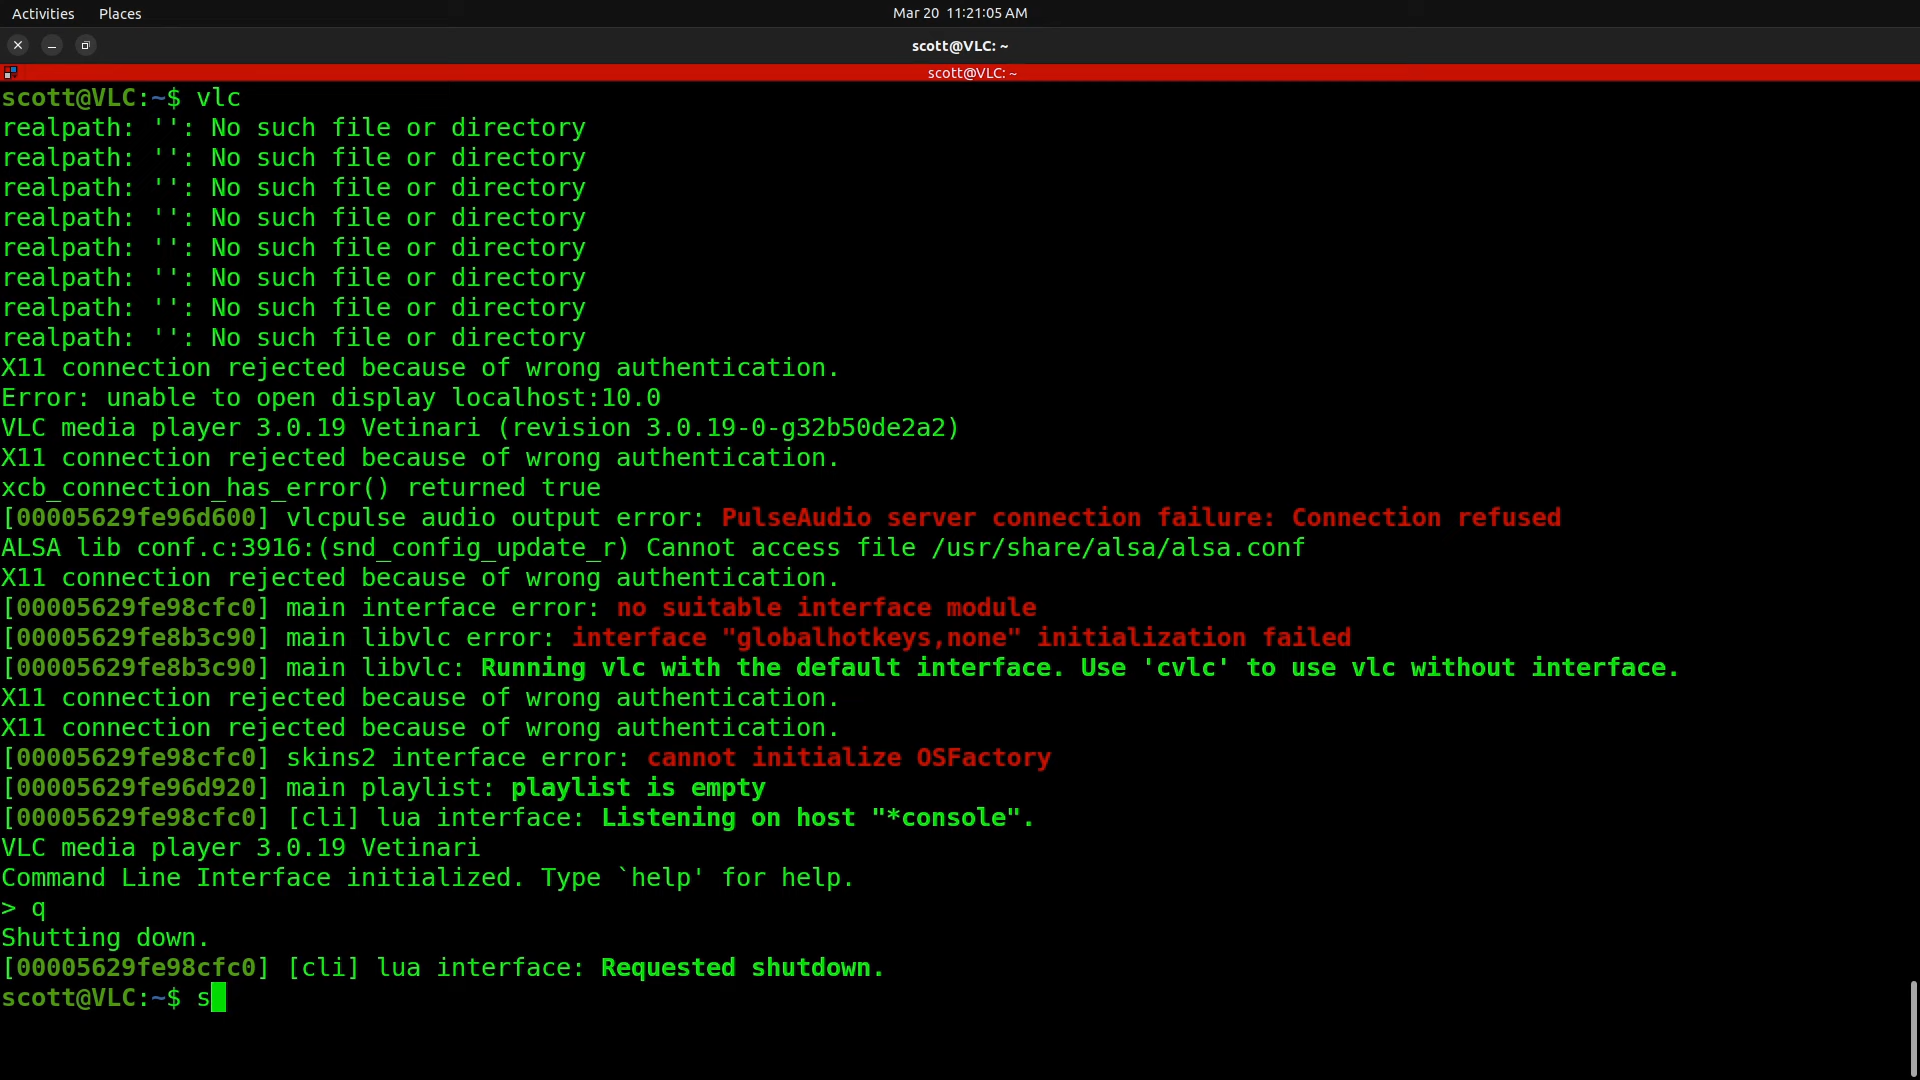 Activities Places Mar 20 11:21:05 AM
scott@VLC: ~
scott@VLC: ~
scott@VLC:~$ vlc
realpath: '': No such file or directory
realpath: '': No such file or directory
realpath: '': No such file or directory
realpath: '': No such file or directory
realpath: '': No such file or directory
realpath: '': No such file or directory
realpath: '': No such file or directory
realpath: '': No such file or directory
X11 connection rejected because of wrong authentication.
Error: unable to open display localhost:10.0
VLC media player 3.0.19 Vetinari (revision 3.0.19-0-g32b50de2a2)
X11 connection rejected because of wrong authentication.
xcb_connection_has_error() returned true
[00005629fe96d600] vlcpulse audio output error: PulseAudio server connection failure: Connection refused
ALSA lib conf.c:3916:(snd_config_update_r) Cannot access file /usr/share/alsa/alsa.conf
X11 connection rejected because of wrong authentication.
[00005629fe98cfc0] main interface error: no suitable interface module
[00005629fe8b3c90] main libvlc error: interface "globalhotkeys,none" initialization failed
[00005629fe8b3c90] main libvlc: Running vlc with the default interface. Use 'cvlc' to use vlc without interface.
X11 connection rejected because of wrong authentication.
X11 connection rejected because of wrong authentication.
[00005629fe98cfc0] skins2 interface error: cannot initialize OSFactory
[00005629fe96d920] main playlist: playlist is empty
[00005629fe98cfc0] [cli] lua interface: Listening on host "*console".
VLC media player 3.0.19 Vetinari
Command Line Interface initialized. Type `help' for help.
> q
Shutting down.
[00005629fe98cfc0] [cli] lua interface: Requested shutdown.
scott@VLC:~$ s